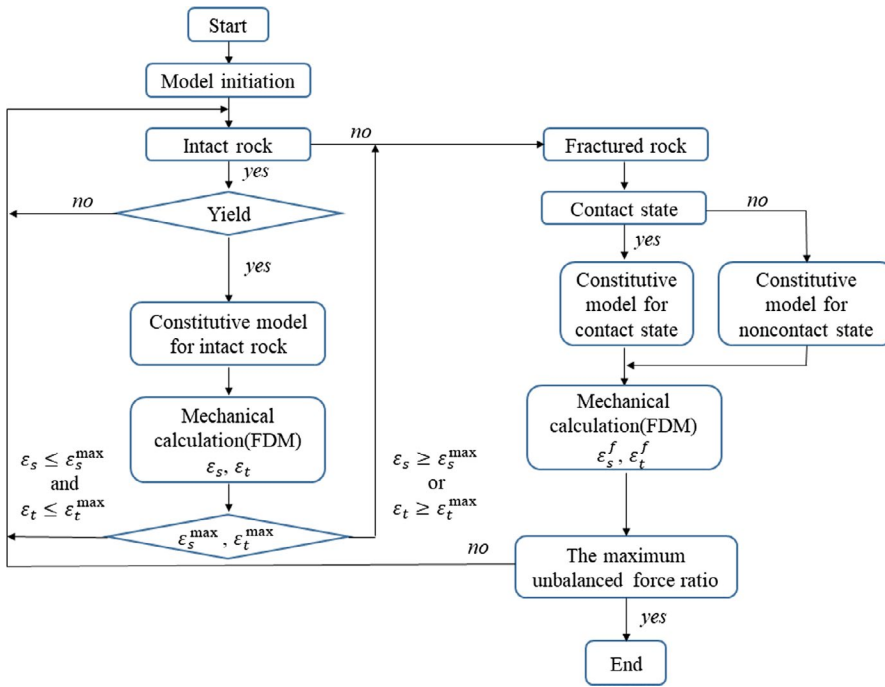 Start
Model initiation
Intact rock
no
Fractured rock
yes
Contact state
no
no
Yield
yes
yes
Constitutive model
for intact rock
Constitutive
model for
contact state
Constitutive
model for
noncontact state
Mechanical
calculation(FDM)
εₛ, εₜ
Mechanical
calculation(FDM)
εₛᶠ, εₜᶠ
εₛ ≤ εₛᵐᵃˣ
and
εₜ ≤ εₜᵐᵃˣ
εₛ ≥ εₛᵐᵃˣ
or
εₜ ≥ εₜᵐᵃˣ
εₛᵐᵃˣ , εₜᵐᵃˣ
no
The maximum
unbalanced force ratio
yes
End